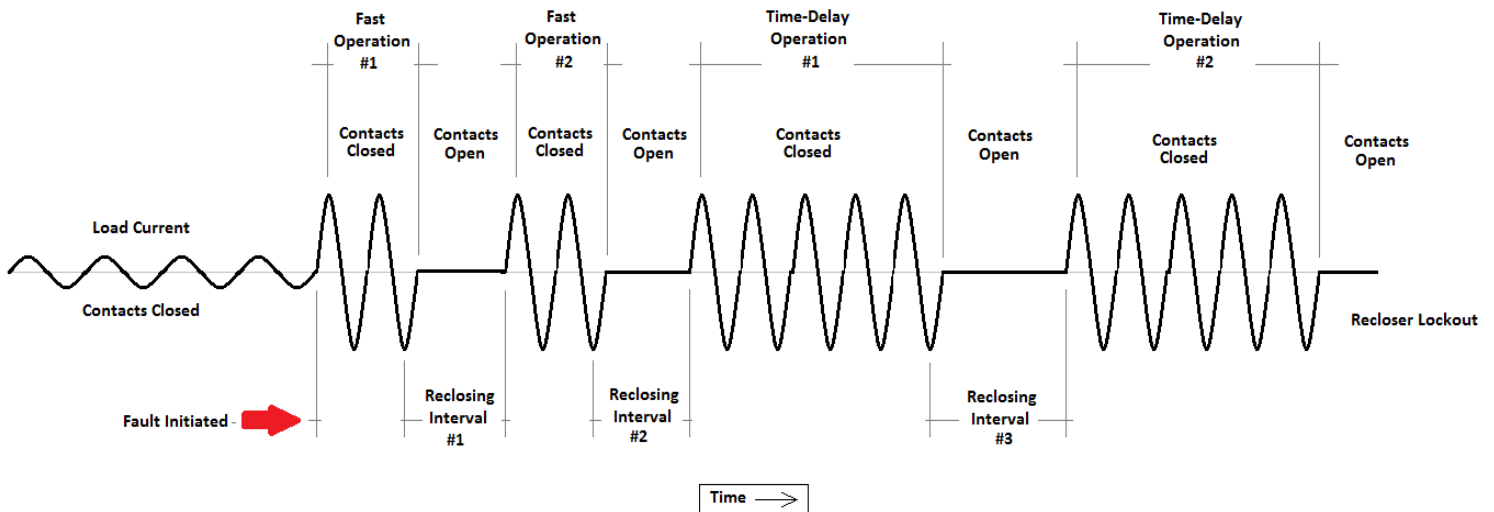 Fast
Operation
#1
Fast
Operation
#2
Time-Delay
Operation
#1
Time-Delay
Operation
#2
Contacts
Closed
Contacts
Open
Contacts
Closed
Contacts
Open
Contacts
Closed
Contacts
Open
Contacts
Closed
Contacts
Open
Load Current
Contacts Closed
Recloser Lockout
Fault Initiated
Reclosing
Interval
#1
Reclosing
Interval
#2
Reclosing
Interval
#3
Time